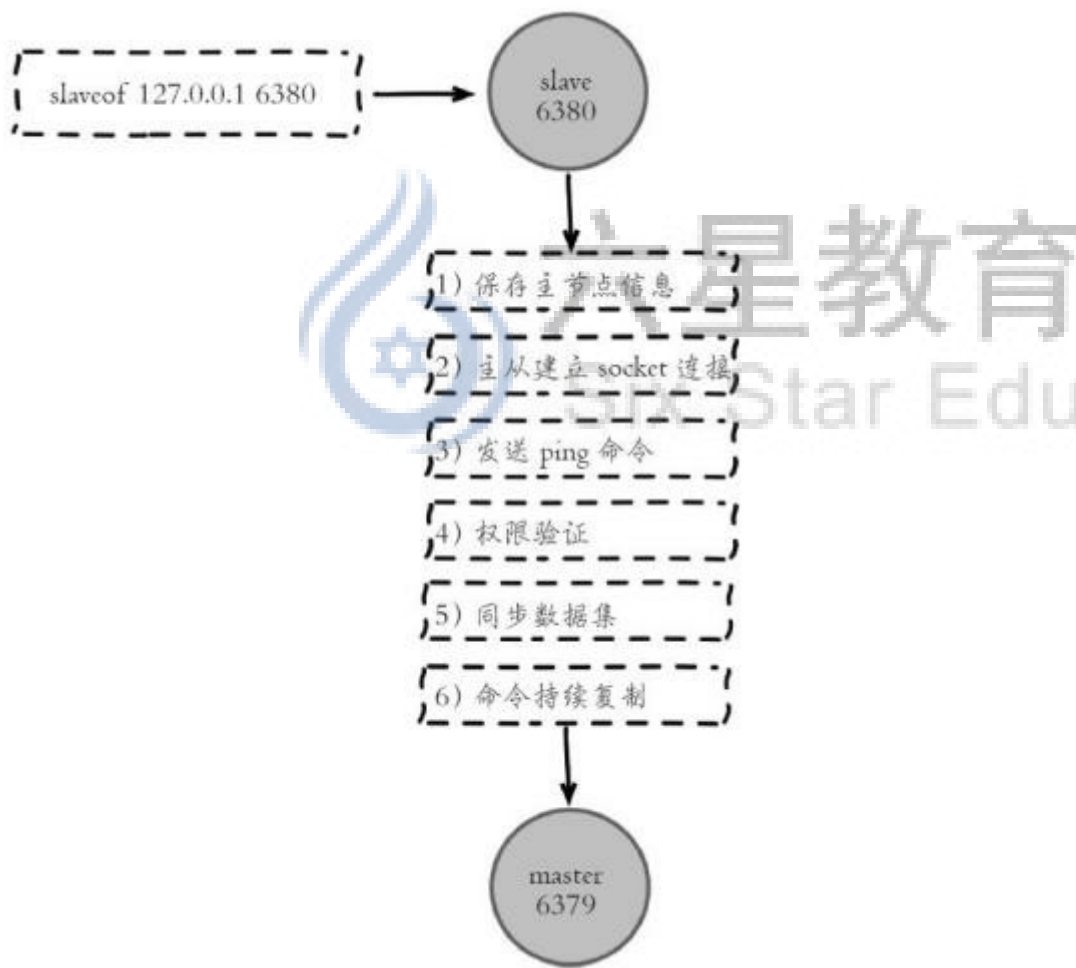 slaveof 127.0.0.1 6380
slave
6380
六星教育
1) 保存主节点信息
2) 主从建立 socket 连接
Six Star Edu
3) 发送 ping 命令
4) 权限验证
5) 同步数据集
6) 命令持续复制
master
6379